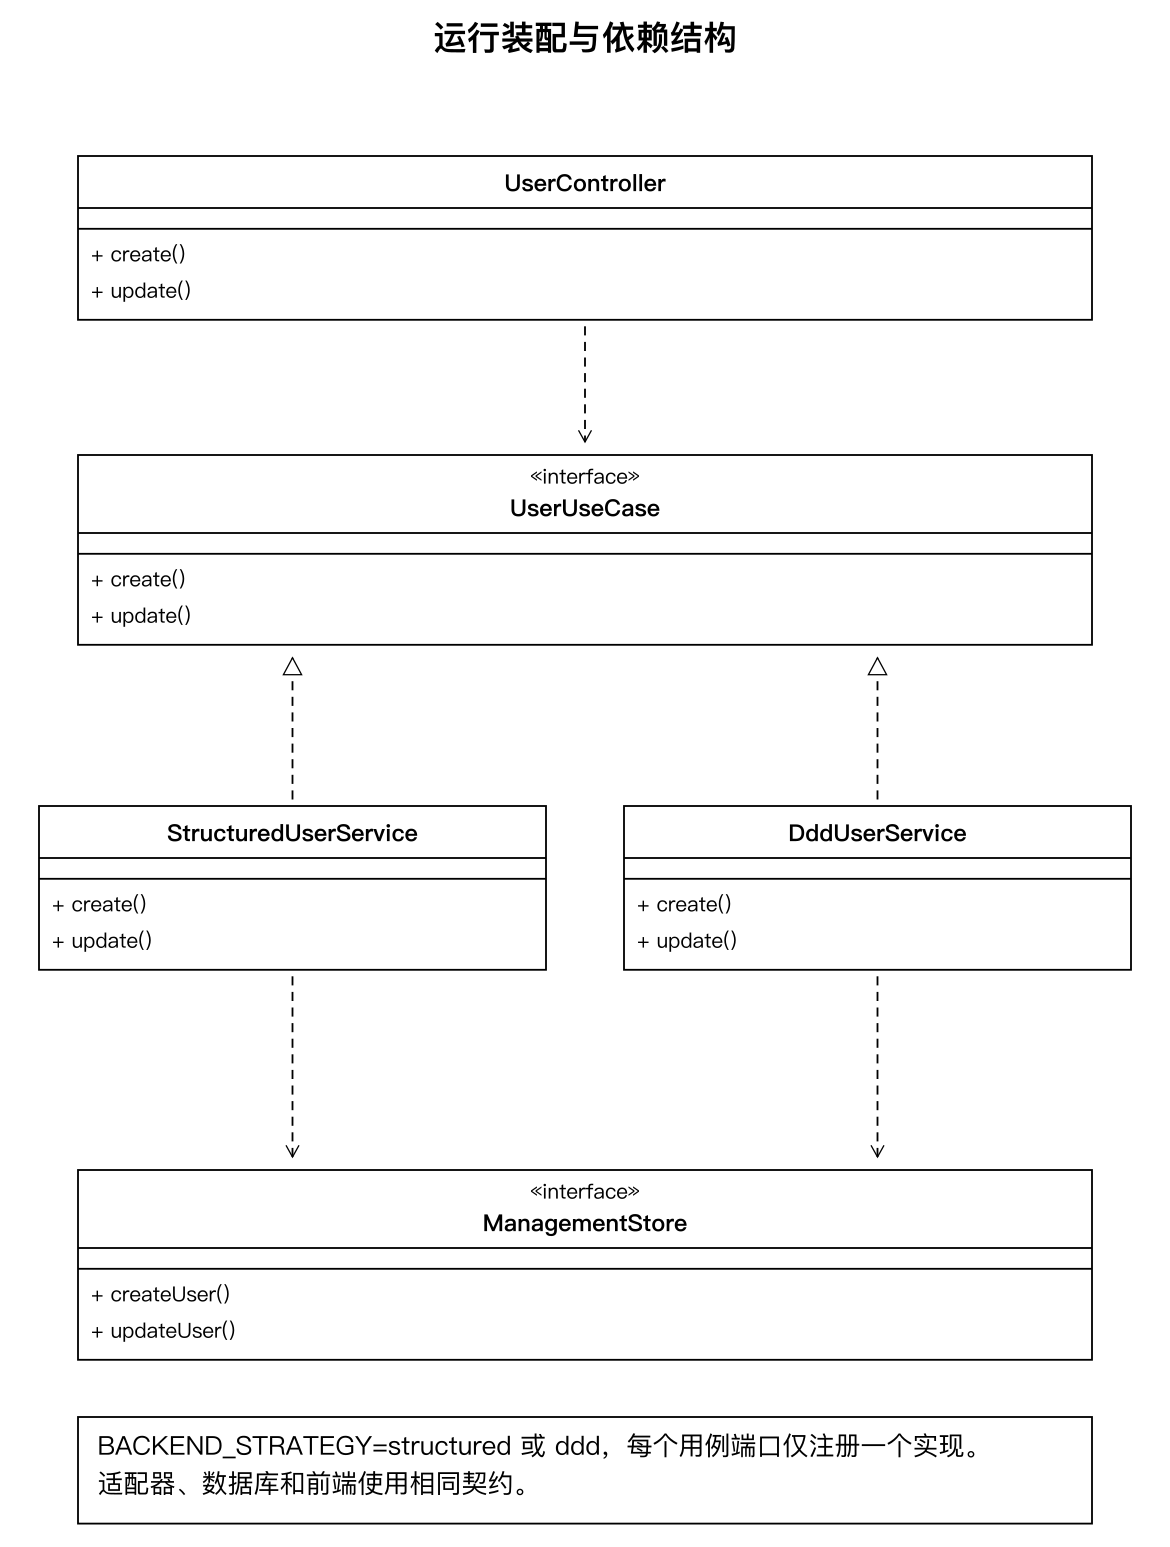 运行装配与依赖结构
UserController
+ create()
+ update()
«interface»
UserUseCase
+ create()
+ update()
StructuredUserService
+ create()
+ update()
DddUserService
+ create()
+ update()
«interface»
ManagementStore
+ createUser()
+ updateUser()
BACKEND_STRATEGY=structured 或 ddd，每个用例端口仅注册一个实现。
适配器、数据库和前端使用相同契约。